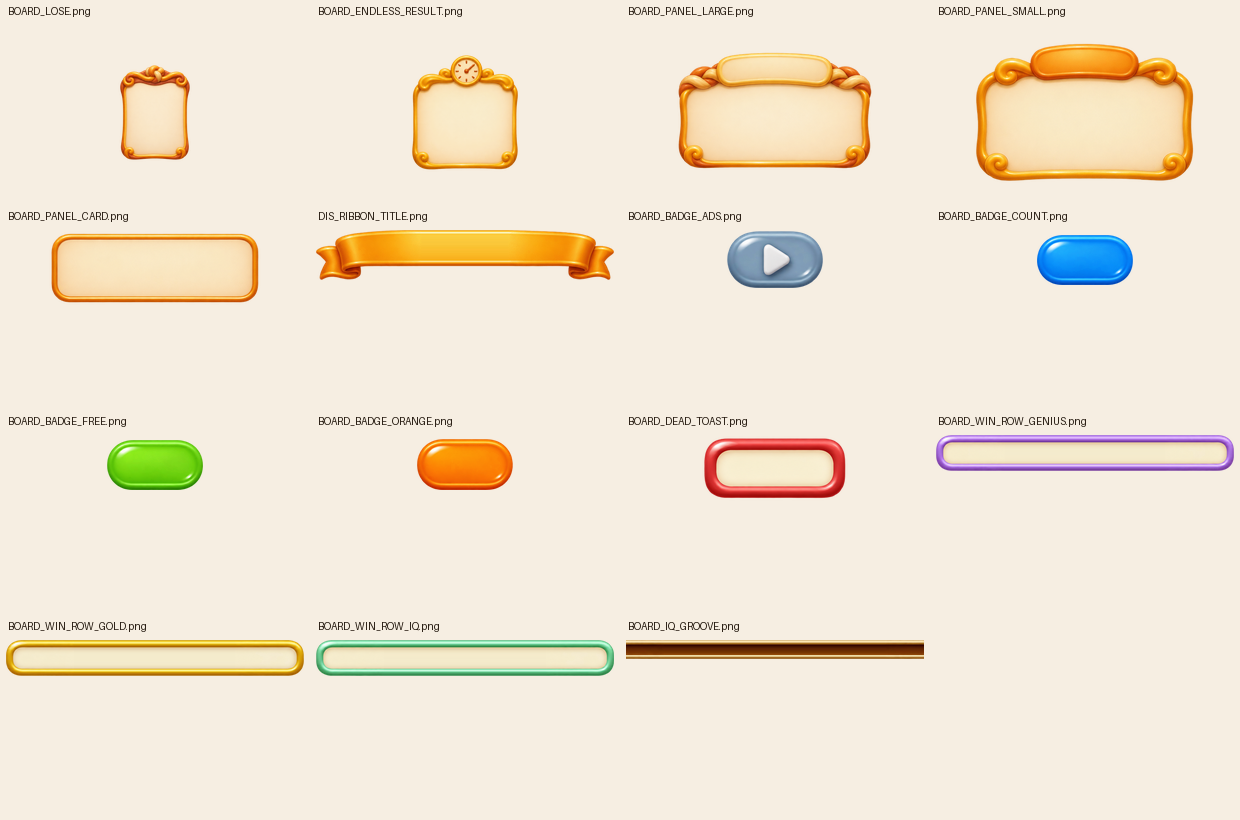 BOARD_LOSE.png
BOARD_ENDLESS_RESULT.png
BOARD_PANEL_LARGE.png
BOARD_PANEL_SMALL.png
BOARD_PANEL_CARD.png
DIS_RIBBON_TITLE.png
BOARD_BADGE_ADS.png
BOARD_BADGE_COUNT.png
BOARD_BADGE_FREE.png
BOARD_BADGE_ORANGE.png
BOARD_DEAD_TOAST.png
BOARD_WIN_ROW_GENIUS.png
BOARD_WIN_ROW_GOLD.png
BOARD_WIN_ROW_IQ.png
BOARD_IQ_GROOVE.png